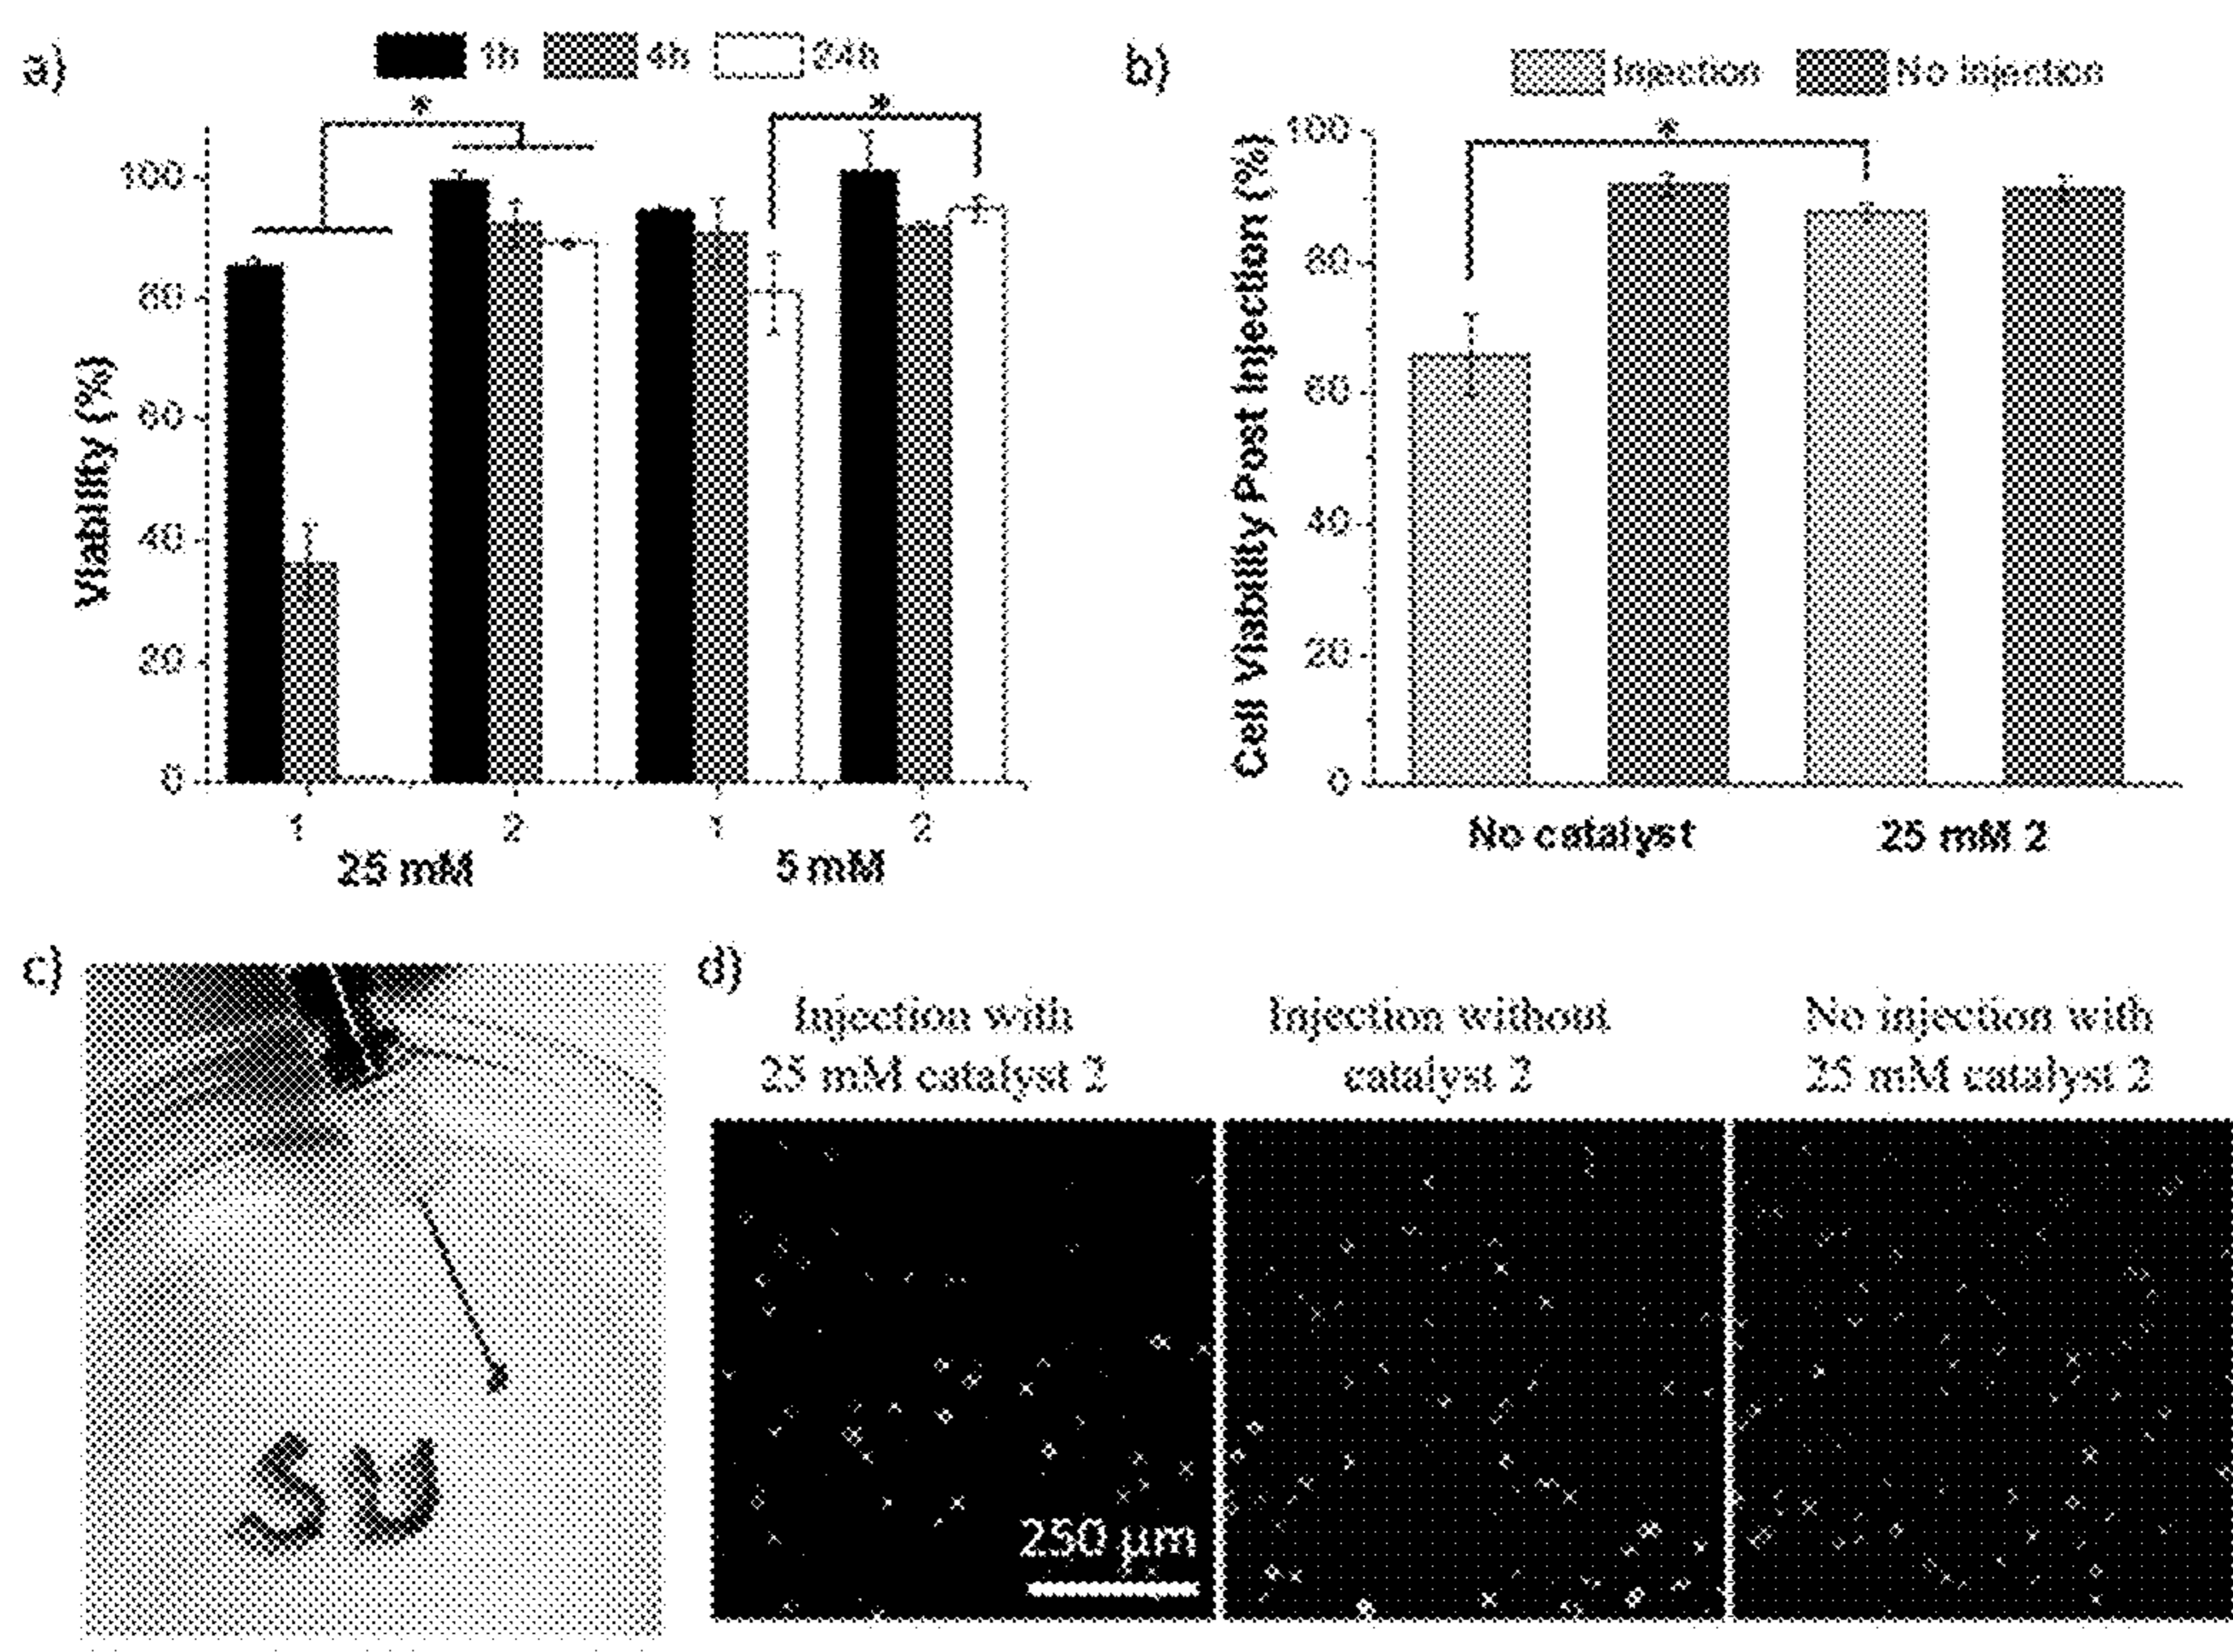 a)
1h 4h 24h
*
*
Viability (%)
100
80
60
40
20
0
1 2 1 2
25 mM 5 mM
b)
Injection No Injection
*
Cell Viability Post Injection (%)
100
80
60
40
20
0
No catalyst 25 mM 2
c)
SU
d)
Injection with
25 mM catalyst 2
Injection without
catalyst 2
No injection with
25 mM catalyst 2
250 µm